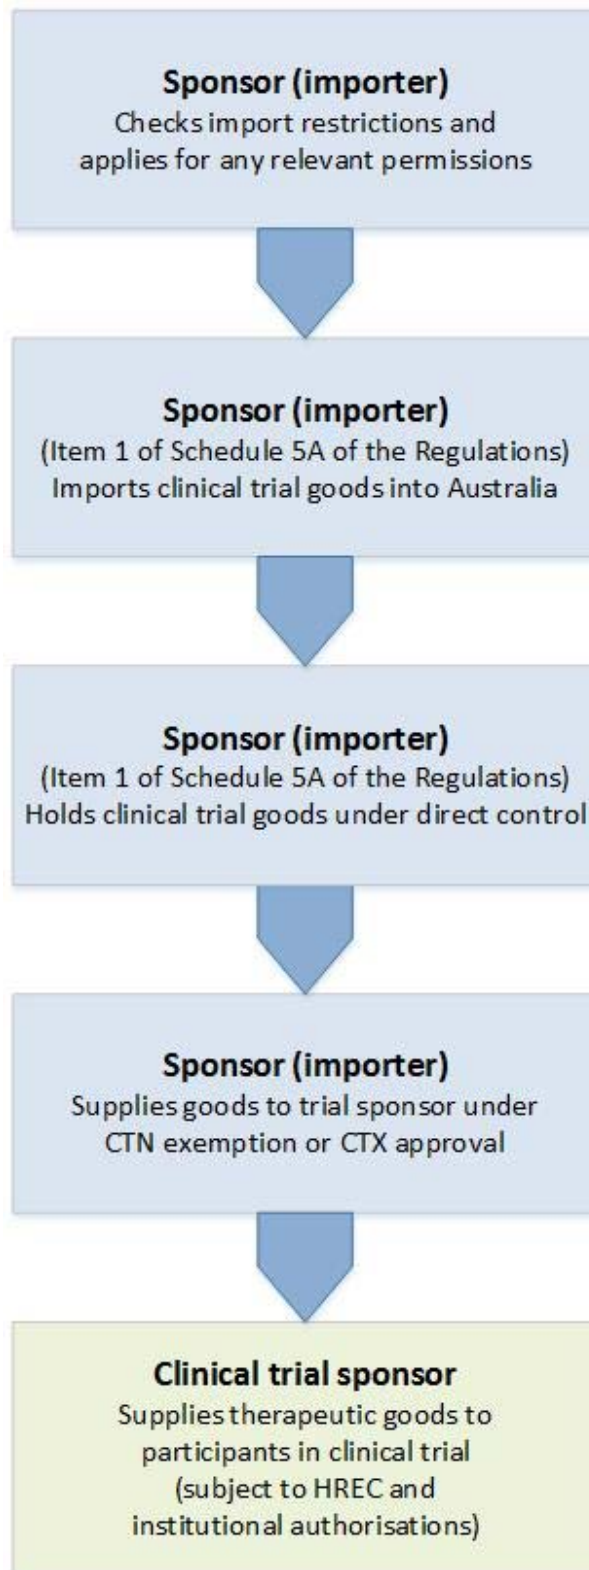 Sponsor (importer)
Checks import restrictions and
applies for any relevant permissions
Sponsor (importer)
(Item 1 of Schedule 5A of the Regulations)
Imports clinical trial goods into Australia
Sponsor (importer)
(Item 1 of Schedule 5A of the Regulations)
Holds clinical trial goods under direct control
Sponsor (importer)
Supplies goods to trial sponsor under
CTN exemption or CTX approval
Clinical trial sponsor
Supplies therapeutic goods to
participants in clinical trial
(subject to HREC and
institutional authorisations)